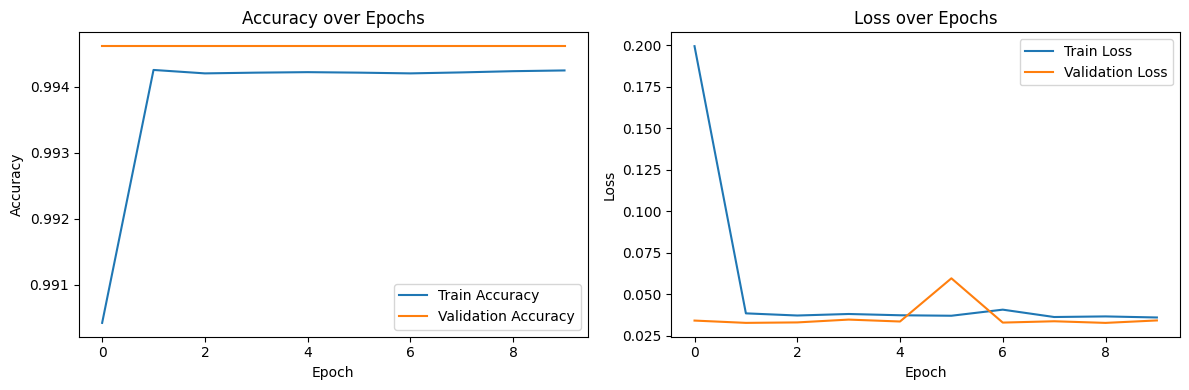 Accuracy over Epochs
0.994
0.993
0.992
0.991
Accuracy
0 2 4 6 8
Epoch
Train Accuracy
Validation Accuracy
Loss over Epochs
0.200
0.175
0.150
0.125
0.100
0.075
0.050
0.025
Loss
0 2 4 6 8
Epoch
Train Loss
Validation Loss